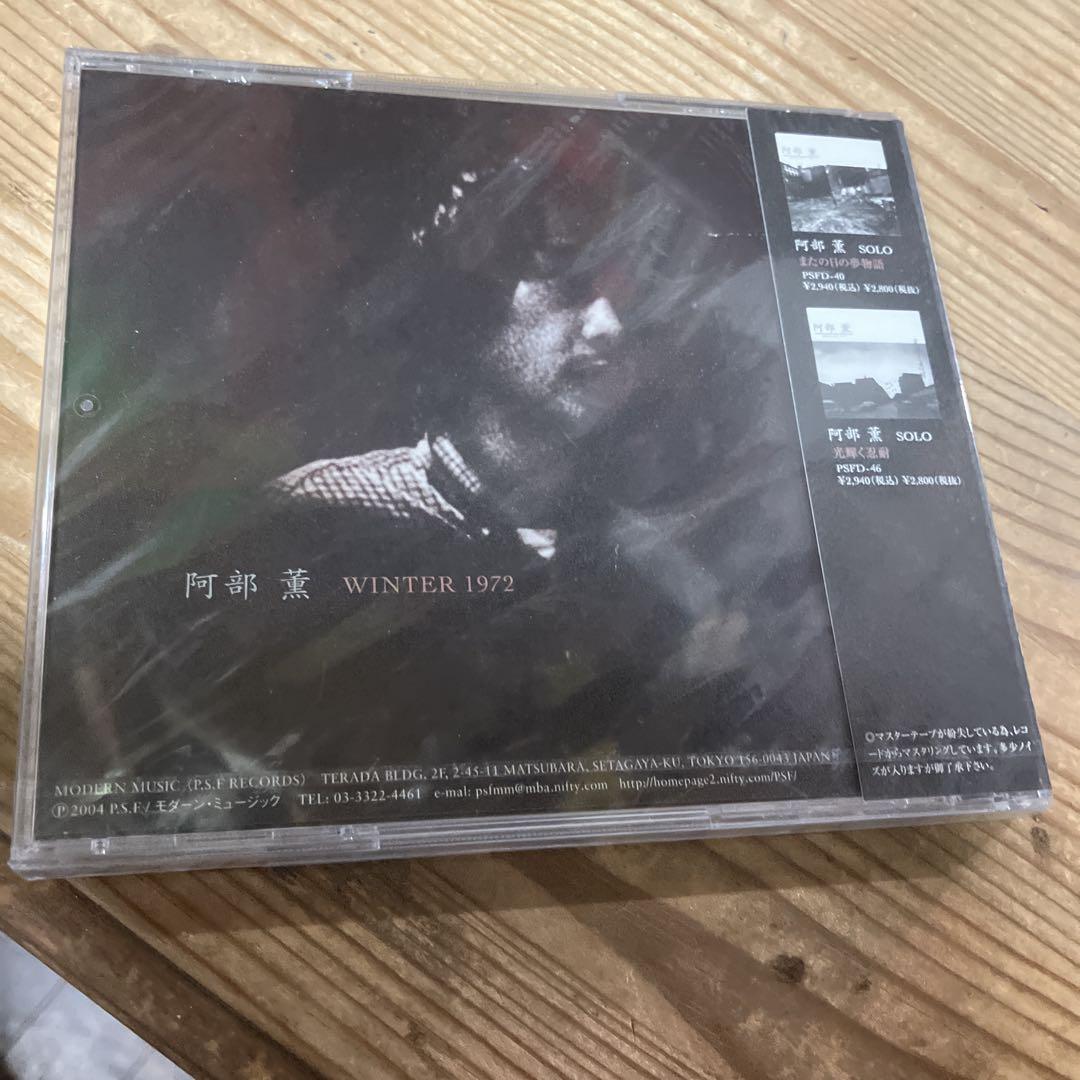 阿部 薫 WINTER 1972
MODERN MUSIC (P.S.F. RECORDS) TERADA BLDG. 2F, 2-45-11 MATSUBARA, SETAGAYA-KU, TOKYO 156-0043 JAPAN
Ⓟ 2004 P.S.F. / モダーン・ミュージック TEL: 03-3322-4461 e-mal: psfmm@mba.nifty.com http://homepage2.nifty.com/PSF/
阿部 薫
阿部 薫 SOLO
またの日の夢物語
PSFD-40
¥2,940(税込) ¥2,800(税抜)
阿部 薫
阿部 薫 SOLO
光輝く忍耐
PSFD-46
¥2,940(税込) ¥2,800(税抜)
◎マスターテープが紛失している為、レコ
ードからマスタリングしています。多少ノイ
ズが入りますが御了承下さい。